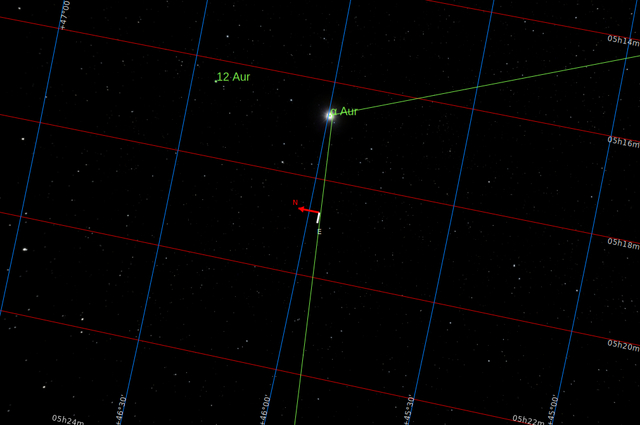 +47°00'
05h14m
12 Aur
α Aur
05h16m
N
E
05h18m
05h20m
+46°30'
+46°00'
+45°30'
+45°00'
05h24m
05h22m